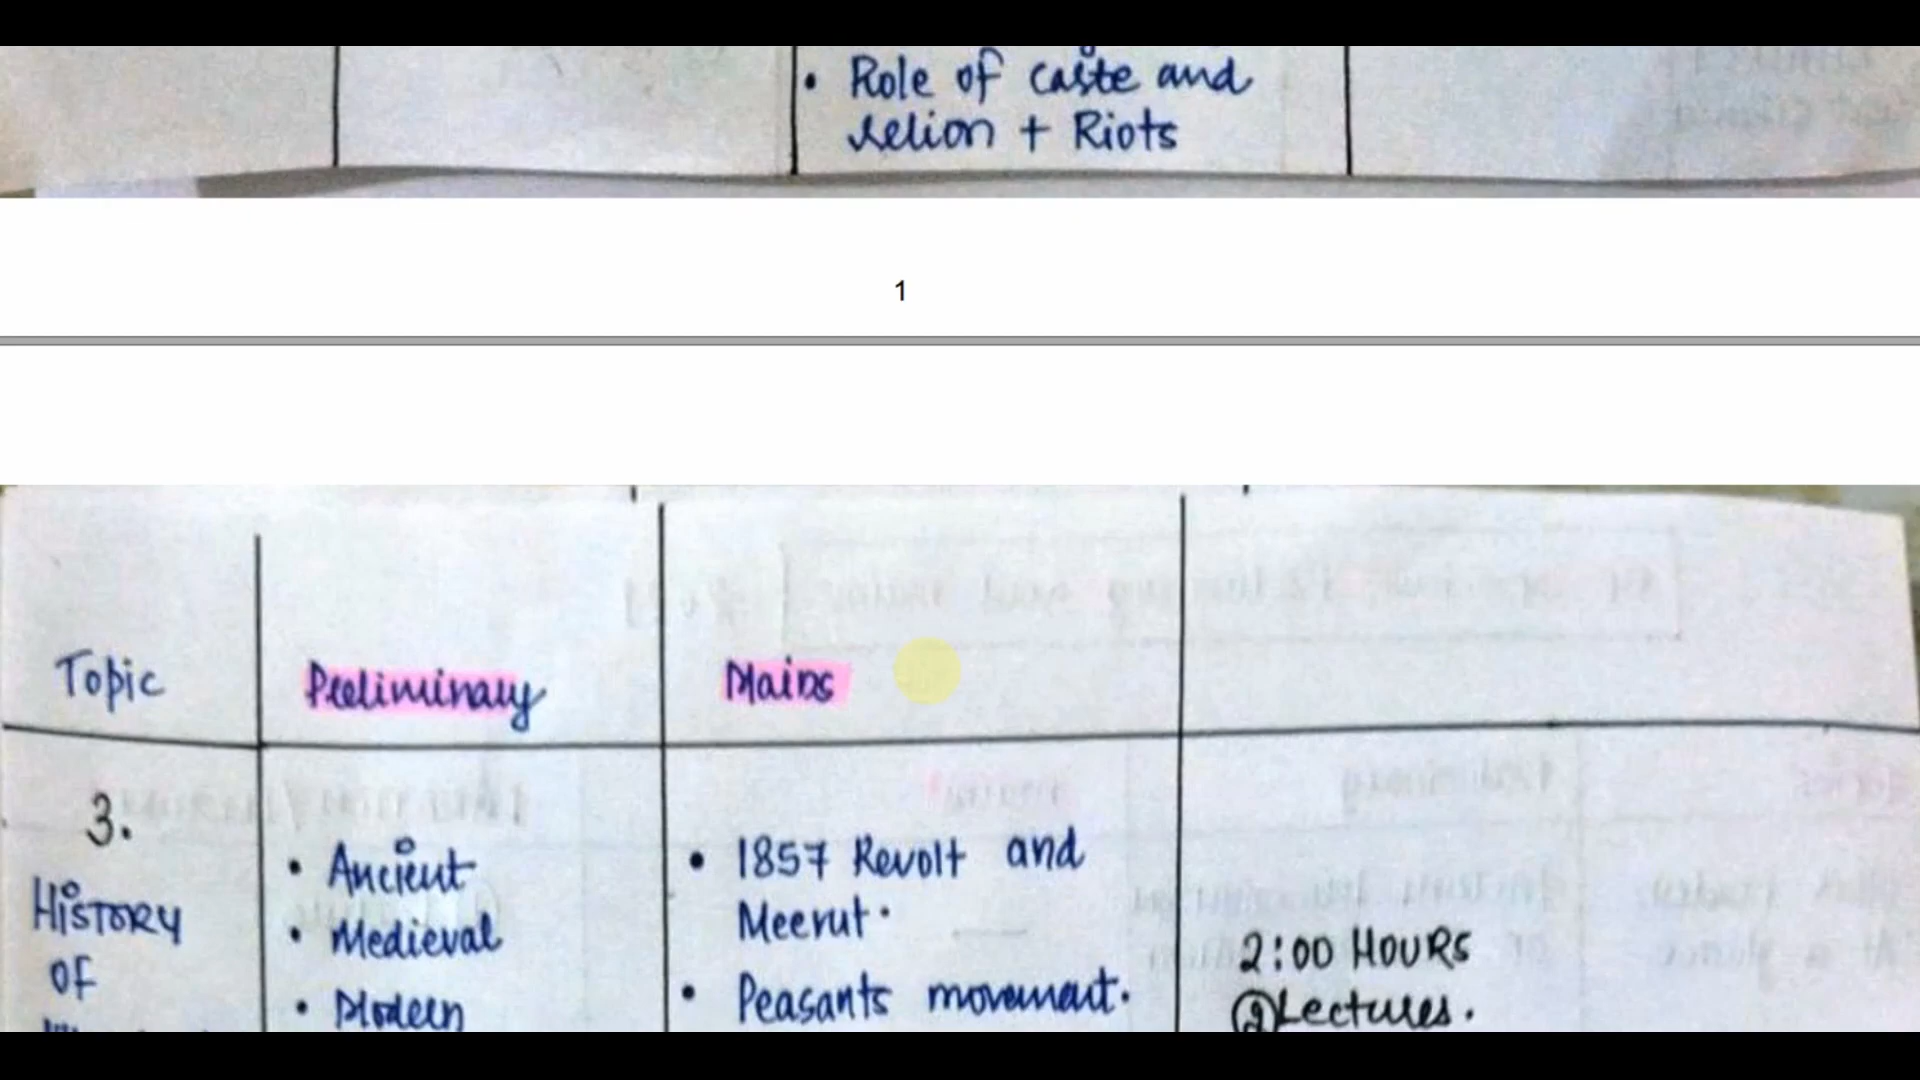 • Role of caste and
relion + Riots
1
Topic
Preliminary
Mains
3.
HISTORY
OF
• Ancient
• Medieval
• Modern
• 1857 Revolt and
Meerut.
• Peasants movement.
2:00 HOURS
② Lectures.